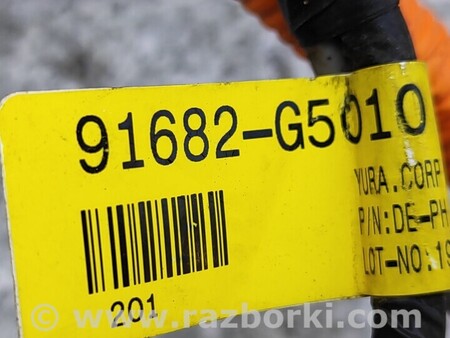 91682-G5010
YURA.CORP
P/N:DE-PH
LOT-NO:19
201
© www.razborki.com